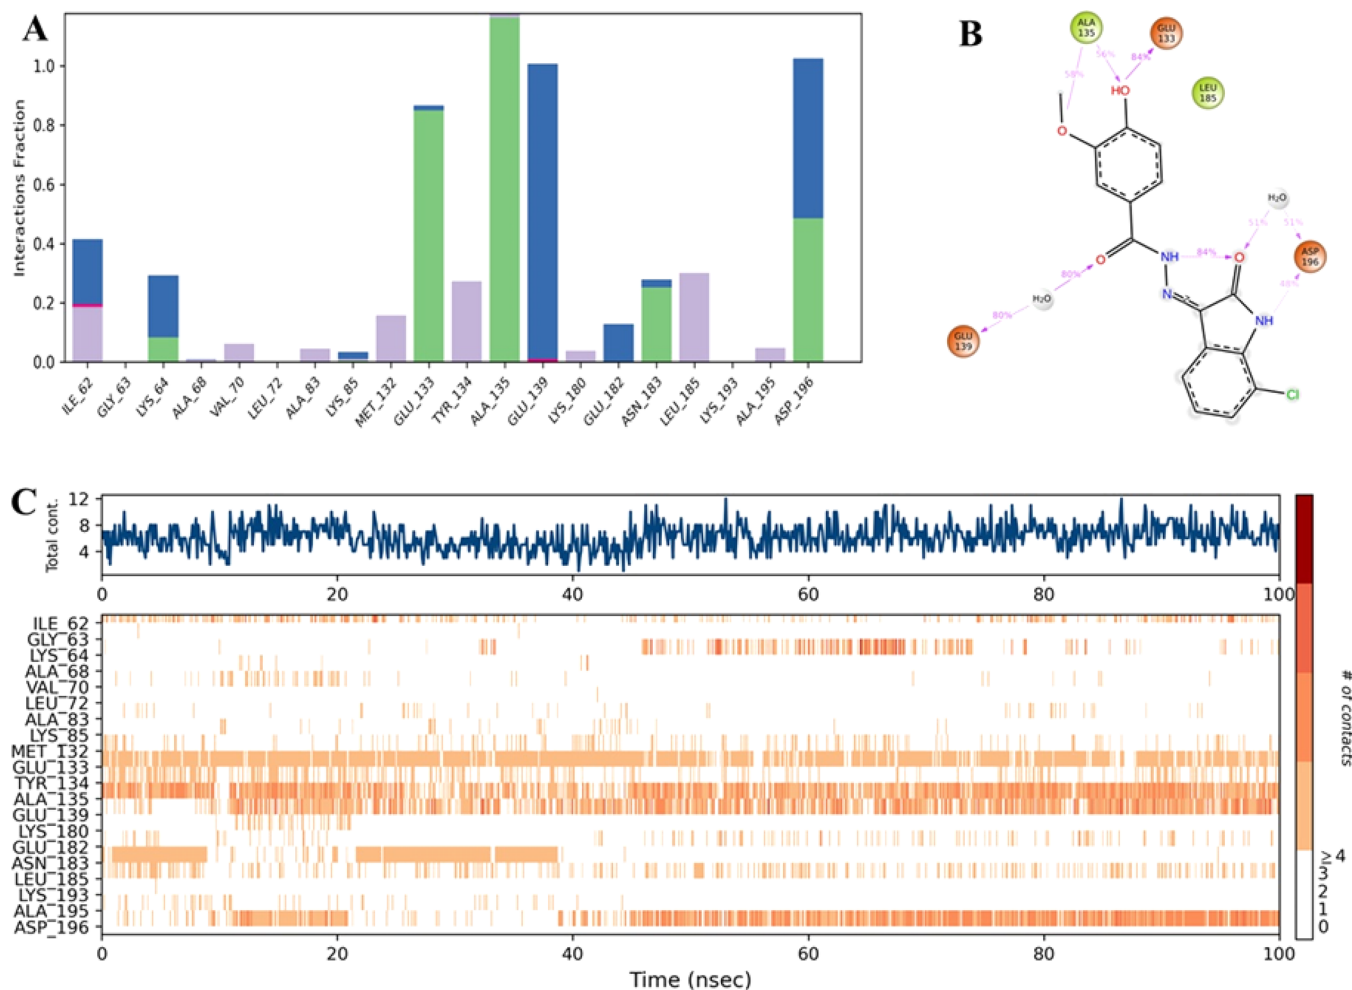 A
Interactions Fraction
1.0
0.8
0.6
0.4
0.2
0.0
ILE_62
GLY_63
LYS_64
ALA_68
VAL_70
LEU_72
ALA_83
LYS_85
MET_132
GLU_133
TYR_134
ALA_135
GLU_139
LYS_180
GLU_182
ASN_183
LEU_185
LYS_193
ALA_195
ASP_196
B
ALA
135
GLU
133
56%
84%
58%
LEU
185
HO
O
H₂O
51%
51%
O
NH
84%
O
ASP
196
80%
H₂O
N
48%
80%
NH
GLU
139
Cl
C
Total cont.
12
8
4
0
20
40
60
80
100
ILE_62
GLY_63
LYS_64
ALA_68
VAL_70
LEU_72
ALA_83
LYS_85
MET_132
GLU_133
TYR_134
ALA_135
GLU_139
LYS_180
GLU_182
ASN_183
LEU_185
LYS_193
ALA_195
ASP_196
0
20
40
60
80
100
Time (nsec)
# of contacts
≥4
3
2
1
0